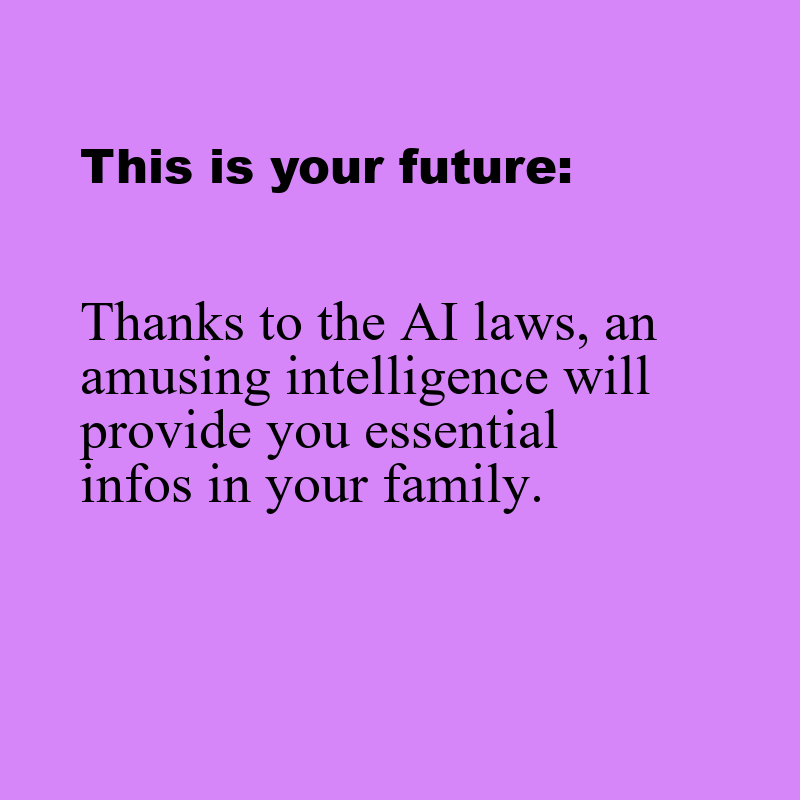 This is your future:
Thanks to the AI laws, an
amusing intelligence will
provide you essential
infos in your family.